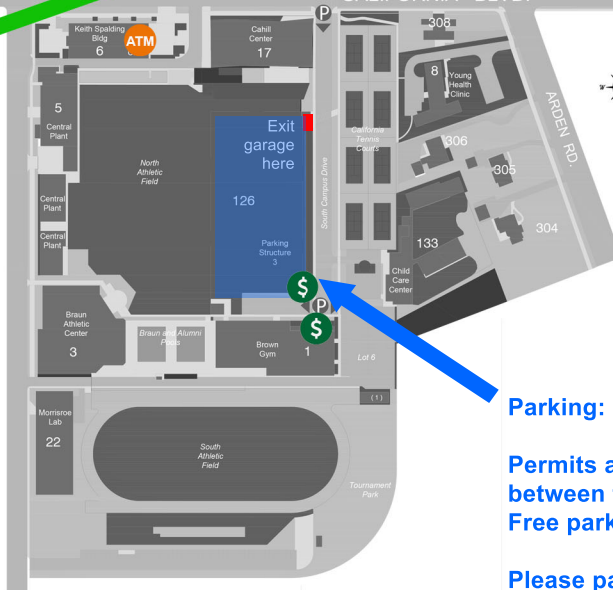 P
308
Keith Spalding
Bldg
6
ATM
Cahill
Center
17
8
Young
Health
Clinic
ARDEN RD.
5
Central
Plant
Exit
garage
here
California
Tennis
Courts
306
North
Athletic
Field
305
South Campus Drive
126
Central
Plant
304
Central
Plant
Parking
Structure
3
133
Child
Care
Center
$
P
$
Braun
Athletic
Center
3
Braun and Alumni
Pools
Brown
Gym
1
Lot 6
(1)
Parking:
Morrisroe
Lab
22
South
Athletic
Field
Permits a
between
Free park
Tournament
Park
Please pa